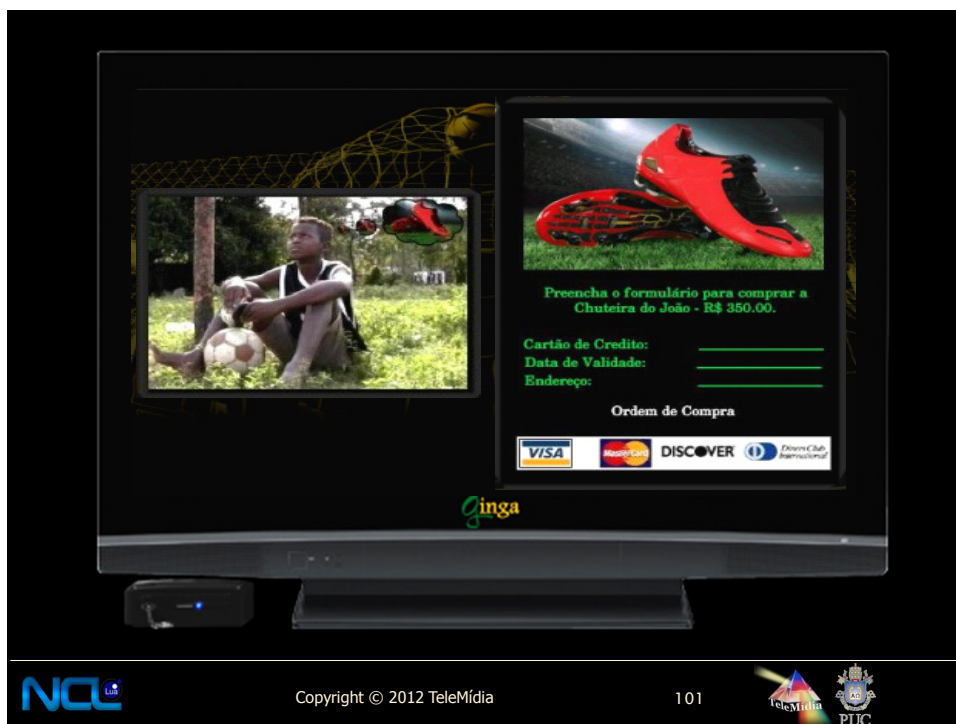 Preencha o formulário para comprar a
Chuteira do João - R$ 350.00.
Cartão de Credito:
Data de Validade:
Endereço:
Ordem de Compra
VISA
MasterCard
DISCOVER
Diners Club
International
Ginga
NCL
Lua
Copyright © 2012 TeleMídia
101
TeleMídia
PUC